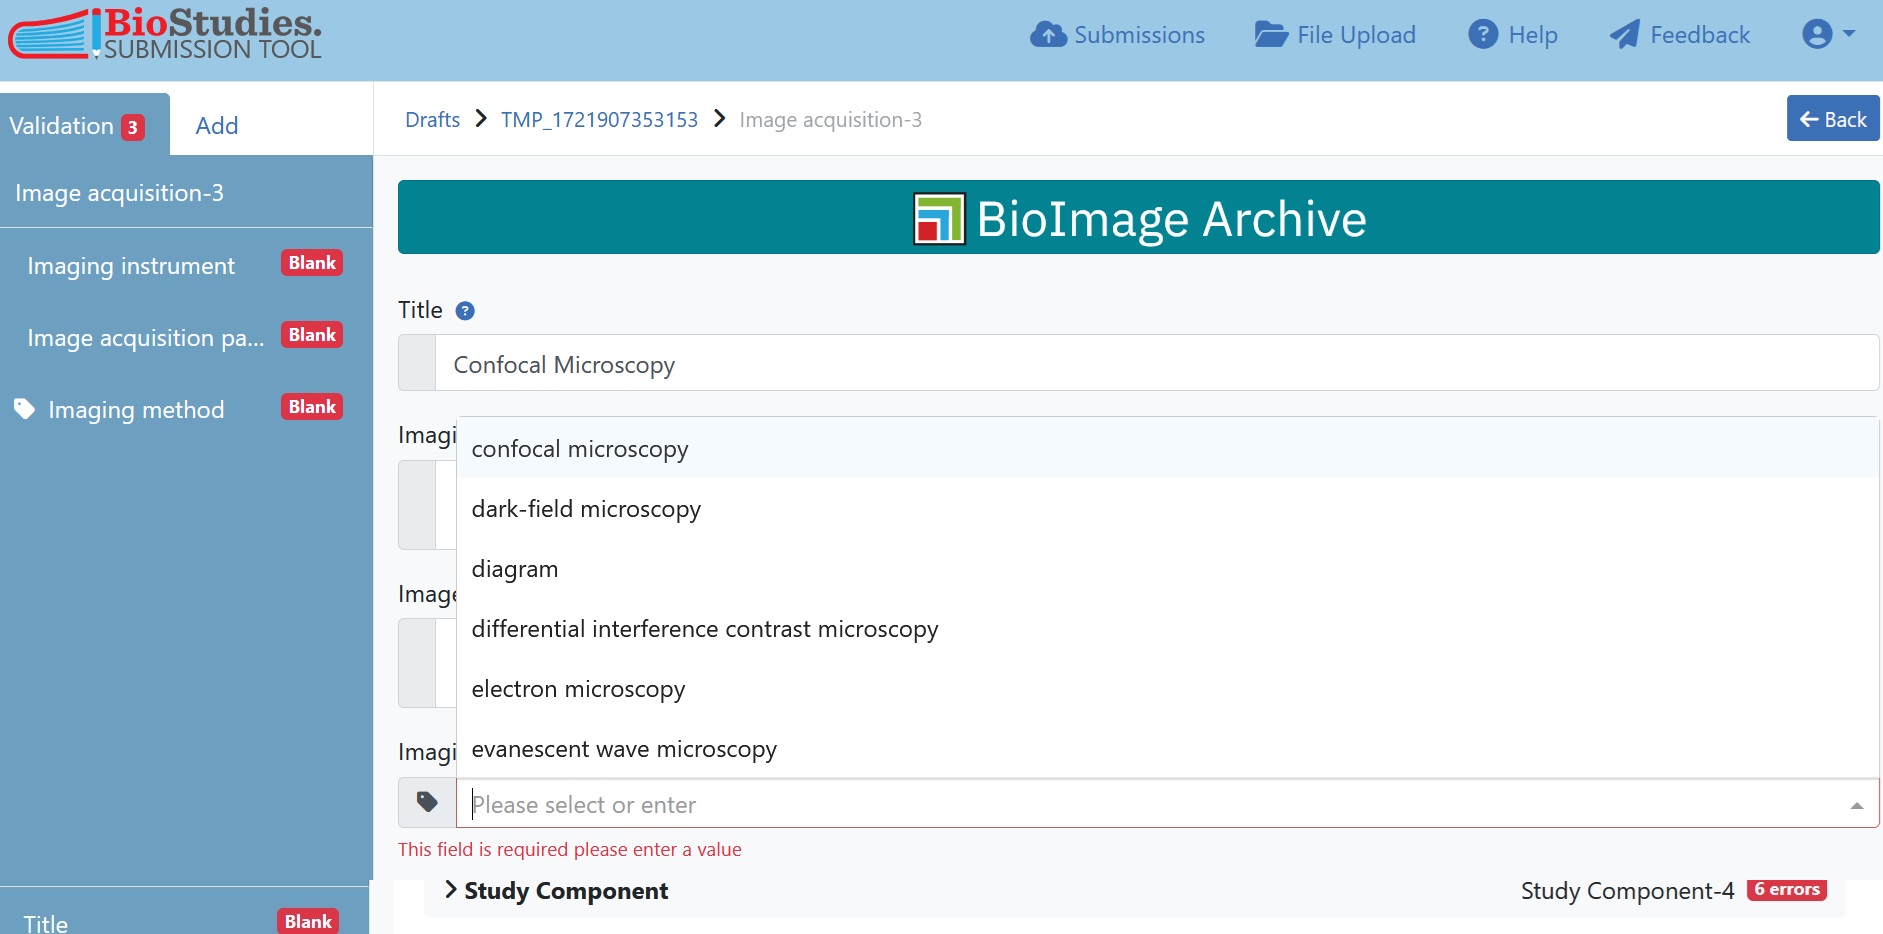 BioStudies.
SUBMISSION TOOL
Submissions
File Upload
Help
Feedback
Validation 3
Add
Drafts > TMP_1721907353153 > Image acquisition-3
Back
Image acquisition-3
BioImage Archive
Imaging instrument Blank
Image acquisition pa... Blank
Imaging method Blank
Title
Confocal Microscopy
Imagi
confocal microscopy
dark-field microscopy
diagram
Image
differential interference contrast microscopy
electron microscopy
Imagi
evanescent wave microscopy
Please select or enter
This field is required please enter a value
Study Component
Study Component-4 6 errors
Title Blank